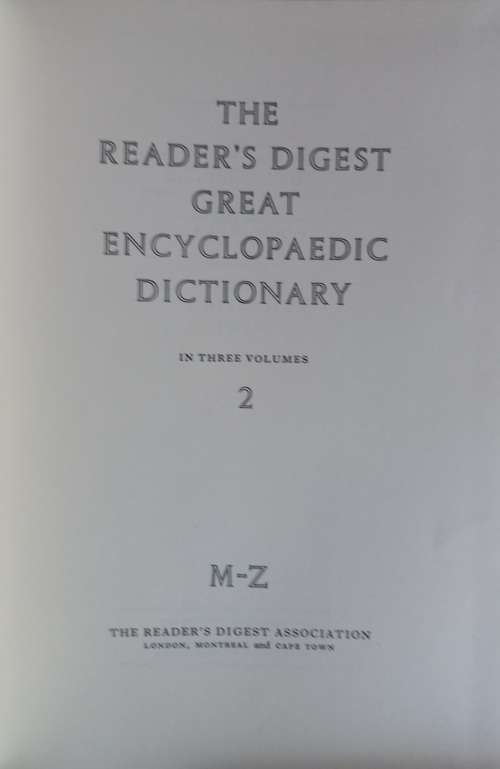 THE
READER'S DIGEST
GREAT
ENCYCLOPAEDIC
DICTIONARY
IN THREE VOLUMES
2
M-Z
THE READER'S DIGEST ASSOCIATION
LONDON, MONTREAL and CAPE TOWN